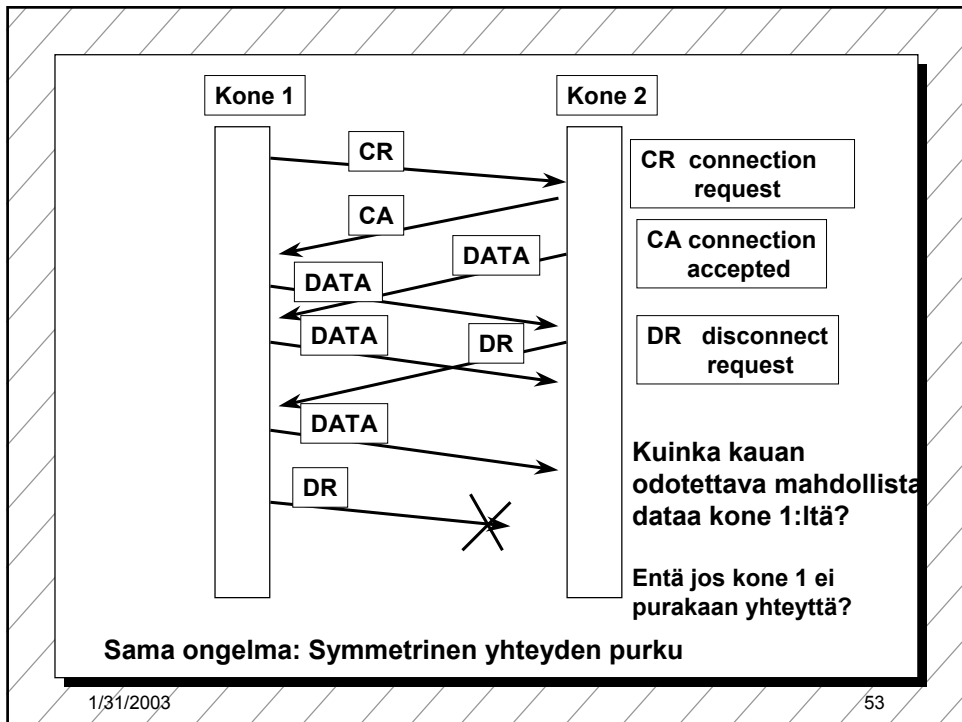 Kone 1
Kone 2
CR
CR connection
request
CA
CA connection
accepted
DATA
DATA
DATA
DR
DR disconnect
request
DATA
DR
Kuinka kauan
odotettava mahdollista
dataa kone 1:ltä?
Entä jos kone 1 ei
purakaan yhteyttä?
Sama ongelma: Symmetrinen yhteyden purku
1/31/2003
53